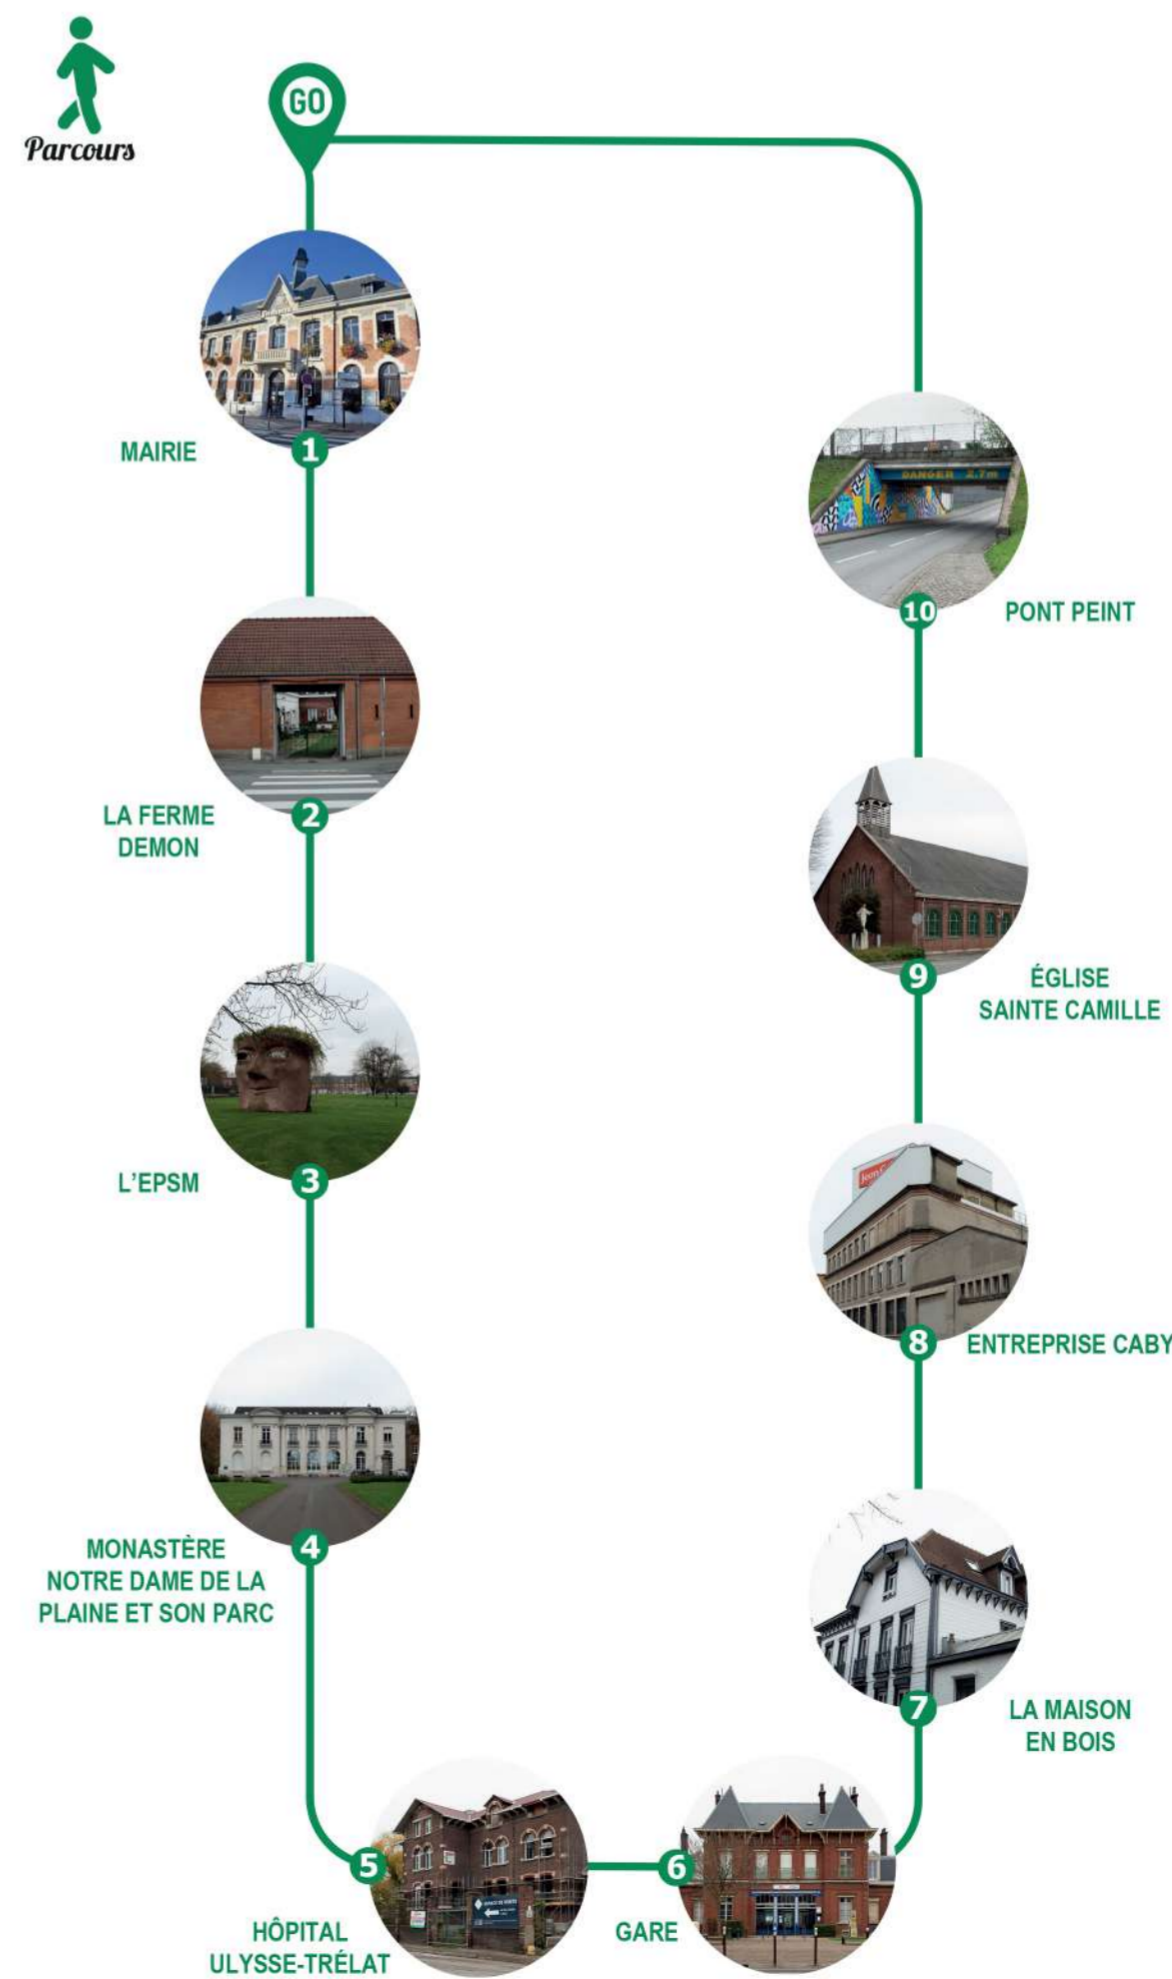 Parcours
GO
1
MAIRIE
2
LA FERME
DEMON
3
L'EPSM
4
MONASTÈRE
NOTRE DAME DE LA
PLAINE ET SON PARC
5
HÔPITAL
ULYSSE-TRÉLAT
6
GARE
7
LA MAISON
EN BOIS
8
ENTREPRISE CABY
9
ÉGLISE
SAINTE CAMILLE
DANGER 2.7m
10
PONT PEINT